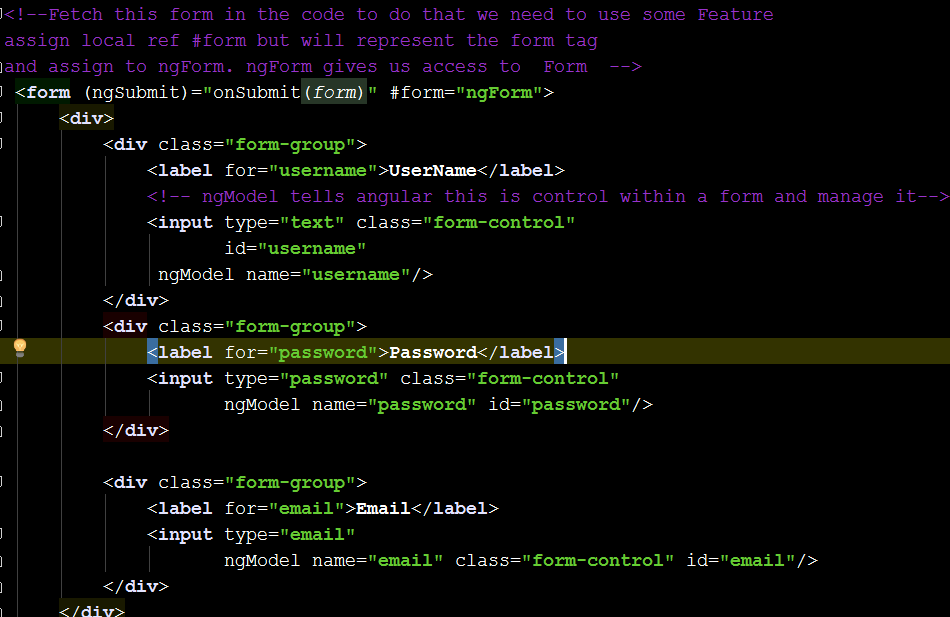 <!--Fetch this form in the code to do that we need to use some Feature
assign local ref #form but will represent the form tag
and assign to ngForm. ngForm gives us access to  Form  -->
<form (ngSubmit)="onSubmit(form)" #form="ngForm">
<div>
<div class="form-group">
<label for="username">UserName</label>
<!-- ngModel tells angular this is control within a form and manage it-->
<input type="text" class="form-control"
id="username"
ngModel name="username"/>
</div>
<div class="form-group">
<label for="password">Password</label>
<input type="password" class="form-control"
ngModel name="password" id="password"/>
</div>
<div class="form-group">
<label for="email">Email</label>
<input type="email"
ngModel name="email" class="form-control" id="email"/>
</div>
</div>